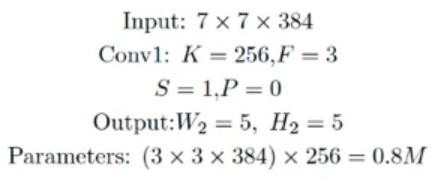 Input: 7 × 7 × 384
Conv1: K = 256,F = 3
S = 1,P = 0
Output:W₂ = 5, H₂ = 5
Parameters: (3 × 3 × 384) × 256 = 0.8M